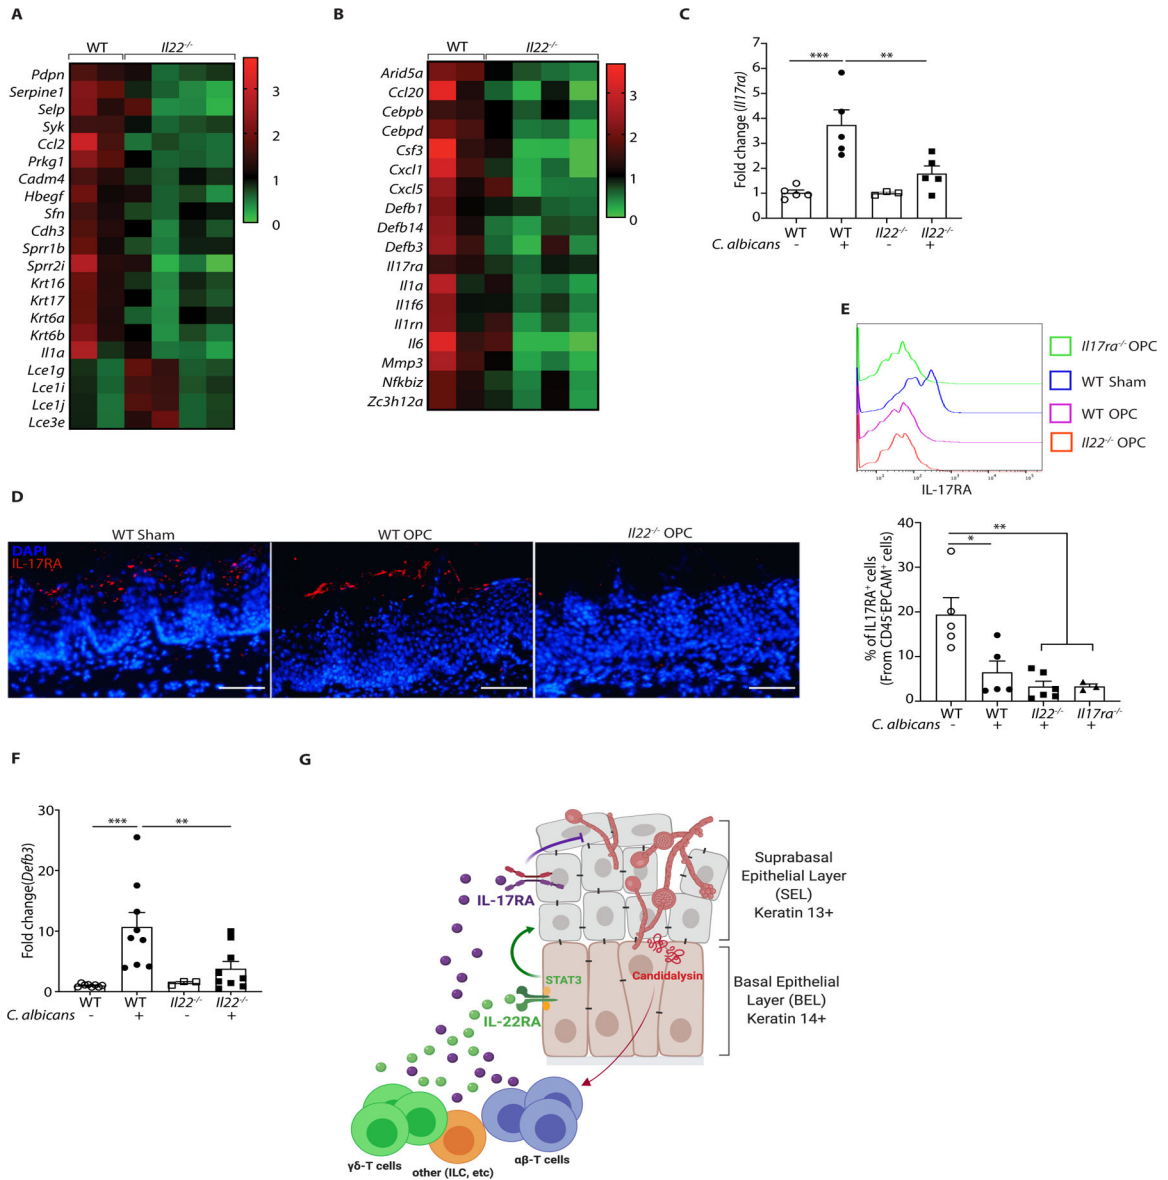 A
WT
Il22-/-
Pdpn
Serpine1
Selp
Syk
Ccl2
Prkg1
Cadm4
Hbegf
Sfn
Cdh3
Sprr1b
Sprr2i
Krt16
Krt17
Krt6a
Krt6b
Il1a
Lce1g
Lce1i
Lce1j
Lce3e
3
2
1
0
B
WT
Il22-/-
Arid5a
Ccl20
Cebpb
Cebpd
Csf3
Cxcl1
Cxcl5
Defb1
Defb14
Defb3
Il17ra
Il1a
Il1f6
Il1rn
Il6
Mmp3
Nfkbiz
Zc3h12a
3
2
1
0
C
Fold change (Il17ra)
7
6
5
4
3
2
1
0
*** **
WT WT Il22-/- Il22-/-
C. albicans - + - +
E
Il17ra-/- OPC
WT Sham
WT OPC
Il22-/- OPC
10¹ 10² 10³ 10⁴ 10⁵
IL-17RA
% of IL17RA+ cells
(From CD45-EPCAM+ cells)
40
30
20
10
0
**
*
WT WT Il22-/- Il17ra-/-
C. albicans - + + +
D
WT Sham WT OPC Il22-/- OPC
DAPI
IL-17RA
F
Fold change(Defb3)
30
20
10
0
*** **
WT WT Il22-/- Il22-/-
C. albicans - + - +
G
IL-17RA
STAT3
IL-22RA
Candidalysin
Suprabasal
Epithelial Layer
(SEL)
Keratin 13+
Basal Epithelial
Layer (BEL)
Keratin 14+
γδ-T cells
other (ILC, etc)
αβ-T cells